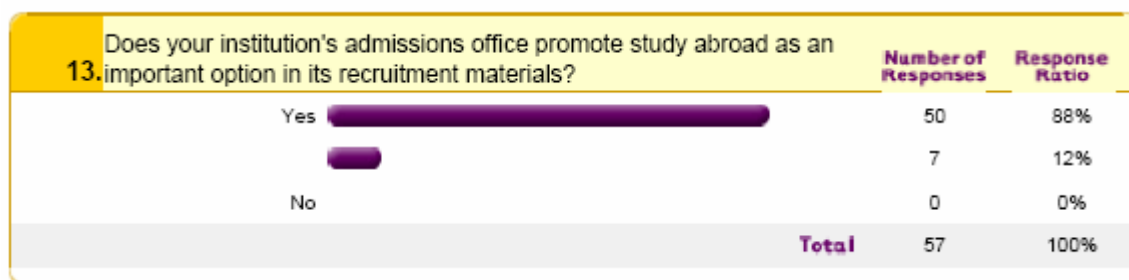 13. Does your institution's admissions office promote study abroad as an
important option in its recruitment materials?
Number of
Responses
Response
Ratio
Yes 50 88%
7 12%
No 0 0%
Total 57 100%